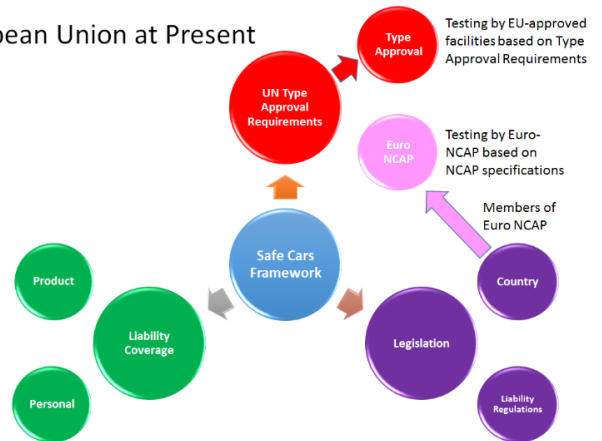 pean Union at Present
Type
Approval
Testing by EU-approved
facilities based on Type
Approval Requirements
UN Type
Approval
Requirements
Euro
NCAP
Testing by Euro-
NCAP based on
NCAP specifications
Members of
Euro NCAP
Safe Cars
Framework
Product
Country
Liability
Coverage
Legislation
Personal
Liability
Regulations